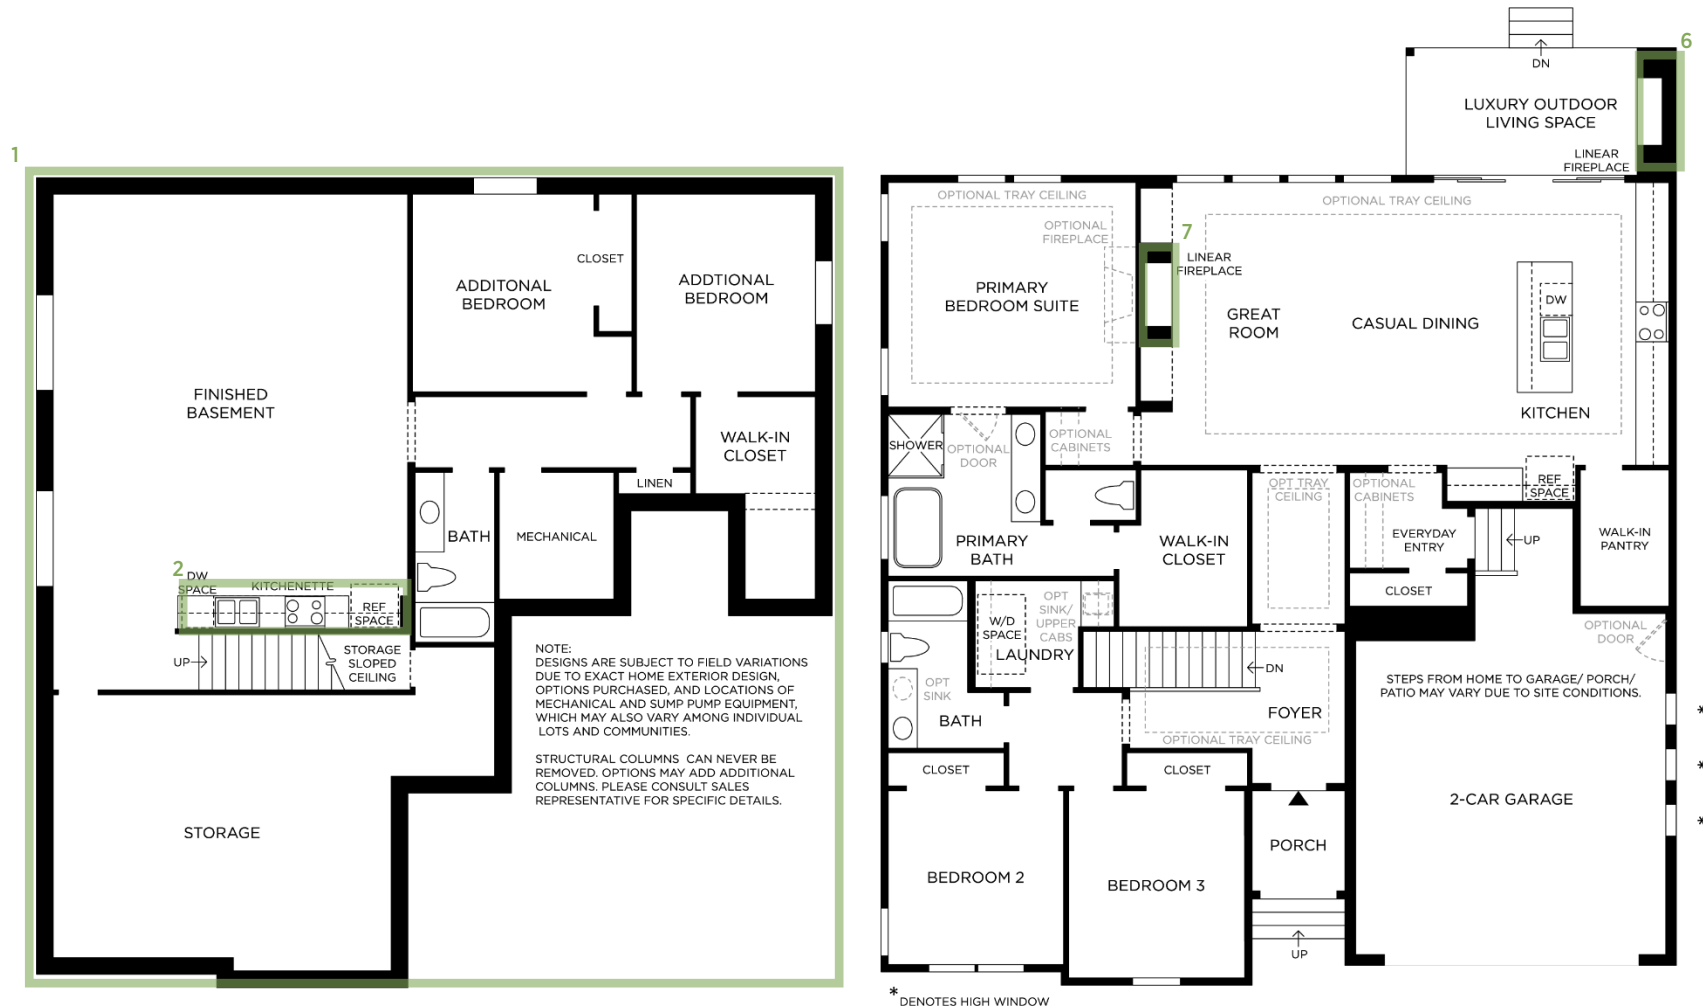 1
ADDITONAL
BEDROOM
CLOSET
ADDTIONAL
BEDROOM
FINISHED
BASEMENT
WALK-IN
CLOSET
LINEN
BATH
MECHANICAL
2
DW
SPACE
KITCHENETTE
REF
SPACE
UP
STORAGE
SLOPED
CEILING
NOTE:
DESIGNS ARE SUBJECT TO FIELD VARIATIONS
DUE TO EXACT HOME EXTERIOR DESIGN,
OPTIONS PURCHASED, AND LOCATIONS OF
MECHANICAL AND SUMP PUMP EQUIPMENT,
WHICH MAY ALSO VARY AMONG INDIVIDUAL
LOTS AND COMMUNITIES.
STRUCTURAL COLUMNS CAN NEVER BE
REMOVED. OPTIONS MAY ADD ADDITIONAL
COLUMNS. PLEASE CONSULT SALES
REPRESENTATIVE FOR SPECIFIC DETAILS.
STORAGE
6
DN
LUXURY OUTDOOR
LIVING SPACE
LINEAR
FIREPLACE
OPTIONAL TRAY CEILING
OPTIONAL TRAY CEILING
OPTIONAL
FIREPLACE
7
LINEAR
FIREPLACE
PRIMARY
BEDROOM SUITE
GREAT
ROOM
CASUAL DINING
DW
KITCHEN
SHOWER
OPTIONAL
DOOR
OPTIONAL
CABINETS
OPT TRAY
CEILING
OPTIONAL
CABINETS
REF
SPACE
PRIMARY
BATH
WALK-IN
CLOSET
EVERYDAY
ENTRY
UP
WALK-IN
PANTRY
CLOSET
W/D
SPACE
OPT
SINK/
UPPER
CABS
LAUNDRY
OPTIONAL
DOOR
DN
OPT
SINK
BATH
FOYER
OPTIONAL TRAY CEILING
STEPS FROM HOME TO GARAGE/ PORCH/
PATIO MAY VARY DUE TO SITE CONDITIONS.
*
*
*
CLOSET
CLOSET
2-CAR GARAGE
PORCH
BEDROOM 2
BEDROOM 3
UP
* DENOTES HIGH WINDOW